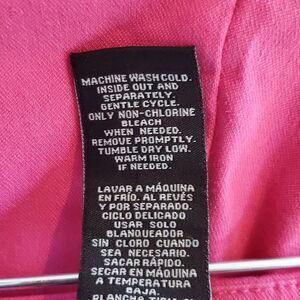 MACHINE WASH COLD.
INSIDE OUT AND
SEPARATELY.
GENTLE CYCLE.
ONLY NON-CHLORINE
BLEACH
WHEN NEEDED.
REMOVE PROMPTLY.
TUMBLE DRY LOW.
WARM IRON
IF NEEDED.
LAVAR A MÁQUINA
EN FRÍO. AL REVÉS
Y POR SEPARADO.
CICLO DELICADO
USAR SOLO
BLANQUEADOR
SIN CLORO CUANDO
SEA NECESARIO.
SACAR RÁPIDO.
SECAR EN MÁQUINA
A TEMPERATURA
BAJA.
PLANCHA TIBIA